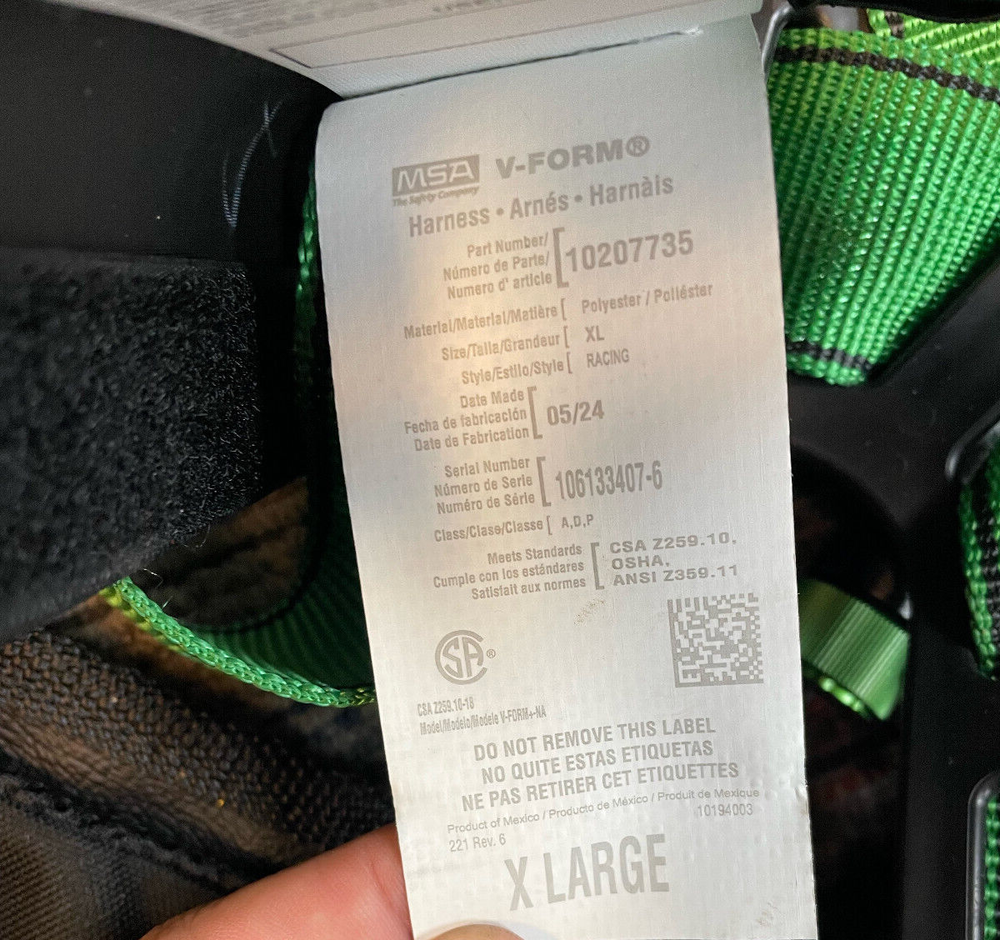 MSA V-FORM®
The Safety Company
Harness • Arnés • Harnàis
Part Number/
Número de Parte/
Numero d' article
10207735
Material/Material/Matière [ Polyester / Poliéster
Size/Talla/Grandeur [ XL
Style/Estilo/Style [ RACING
Date Made
Fecha de fabricación
Date de Fabrication
05/24
Serial Number
Número de Serie
Numéro de Série
106133407-6
Class/Clase/Classe [ A,D,P
Meets Standards
Cumple con los estándares
Satisfait aux normes
CSA Z259.10,
OSHA,
ANSI Z359.11
SA®
CSA Z259.10-18
Model/Modelo/Modele V-FORM+-NA
DO NOT REMOVE THIS LABEL
NO QUITE ESTAS ETIQUETAS
NE PAS RETIRER CET ETIQUETTES
Product of Mexico / Producto de México / Produit de Mexique
221 Rev. 6 10194003
X LARGE